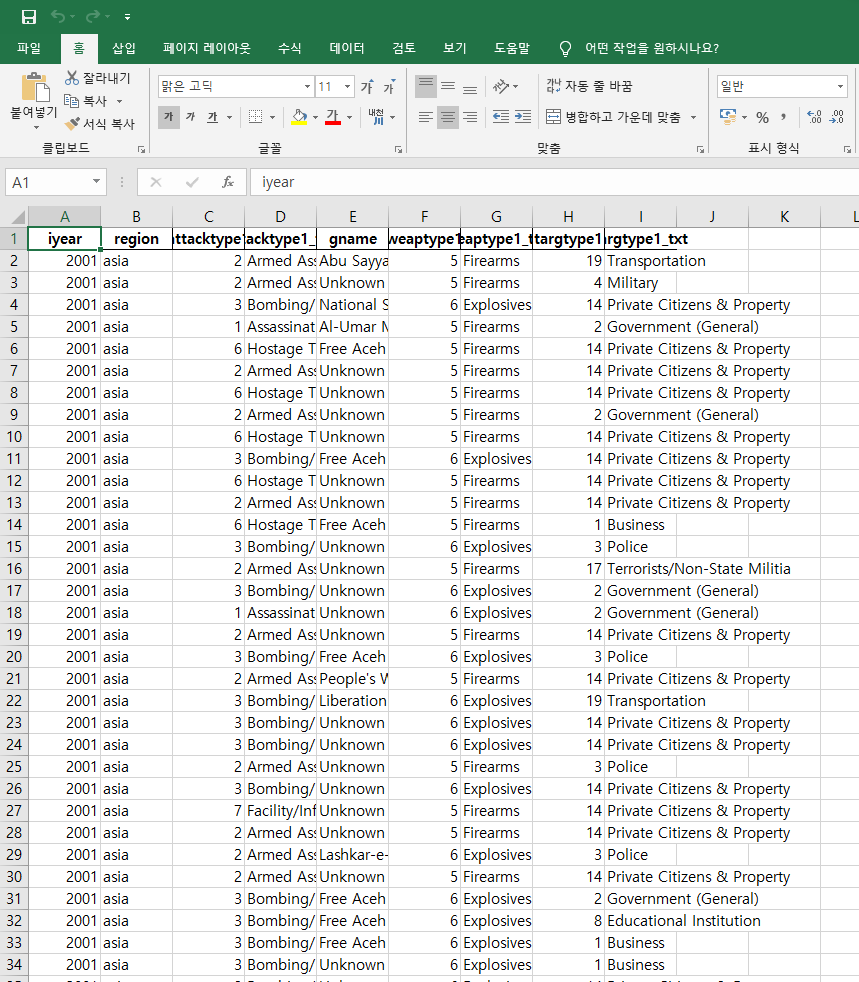 파일 홈 삽입 페이지 레이아웃 수식 데이터 검토 보기 도움말 어떤 작업을 원하시나요?
잘라내기 맑은 고딕 11 가 가 자동 줄 바꿈 일반
붙여넣기 복사 가 가 가 가 내천 병합하고 가운데 맞춤 %
서식 복사
클립보드 글꼴 맞춤 표시 형식
A1 fx iyear
A B C D E F G H I J K L
1 iyear region ttacktype acktype1_ gname weaptype1 eaptype1_t targtype1 rgtype1_txt
2 2001 asia 2 Armed Ass Abu Sayya 5 Firearms 19 Transportation
3 2001 asia 2 Armed Ass Unknown 5 Firearms 4 Military
4 2001 asia 3 Bombing/ National S 6 Explosives 14 Private Citizens & Property
5 2001 asia 1 Assassinat Al-Umar M 5 Firearms 2 Government (General)
6 2001 asia 6 Hostage T Free Aceh 5 Firearms 14 Private Citizens & Property
7 2001 asia 2 Armed Ass Unknown 5 Firearms 14 Private Citizens & Property
8 2001 asia 6 Hostage T Unknown 5 Firearms 14 Private Citizens & Property
9 2001 asia 2 Armed Ass Unknown 5 Firearms 2 Government (General)
10 2001 asia 6 Hostage T Unknown 5 Firearms 14 Private Citizens & Property
11 2001 asia 3 Bombing/ Free Aceh 6 Explosives 14 Private Citizens & Property
12 2001 asia 6 Hostage T Unknown 5 Firearms 14 Private Citizens & Property
13 2001 asia 2 Armed Ass Unknown 5 Firearms 14 Private Citizens & Property
14 2001 asia 6 Hostage T Free Aceh 5 Firearms 1 Business
15 2001 asia 3 Bombing/ Unknown 6 Explosives 3 Police
16 2001 asia 2 Armed Ass Unknown 5 Firearms 17 Terrorists/Non-State Militia
17 2001 asia 3 Bombing/ Unknown 6 Explosives 2 Government (General)
18 2001 asia 1 Assassinat Unknown 6 Explosives 2 Government (General)
19 2001 asia 2 Armed Ass Unknown 5 Firearms 14 Private Citizens & Property
20 2001 asia 3 Bombing/ Free Aceh 6 Explosives 3 Police
21 2001 asia 2 Armed Ass People's W 5 Firearms 14 Private Citizens & Property
22 2001 asia 3 Bombing/ Liberation 6 Explosives 19 Transportation
23 2001 asia 3 Bombing/ Unknown 6 Explosives 14 Private Citizens & Property
24 2001 asia 3 Bombing/ Unknown 6 Explosives 14 Private Citizens & Property
25 2001 asia 2 Armed Ass Unknown 5 Firearms 3 Police
26 2001 asia 3 Bombing/ Unknown 6 Explosives 14 Private Citizens & Property
27 2001 asia 7 Facility/Inf Unknown 5 Firearms 14 Private Citizens & Property
28 2001 asia 2 Armed Ass Unknown 5 Firearms 14 Private Citizens & Property
29 2001 asia 2 Armed Ass Lashkar-e- 6 Explosives 3 Police
30 2001 asia 2 Armed Ass Unknown 5 Firearms 14 Private Citizens & Property
31 2001 asia 3 Bombing/ Free Aceh 6 Explosives 2 Government (General)
32 2001 asia 3 Bombing/ Free Aceh 6 Explosives 8 Educational Institution
33 2001 asia 3 Bombing/ Free Aceh 6 Explosives 1 Business
34 2001 asia 3 Bombing/ Unknown 6 Explosives 1 Business